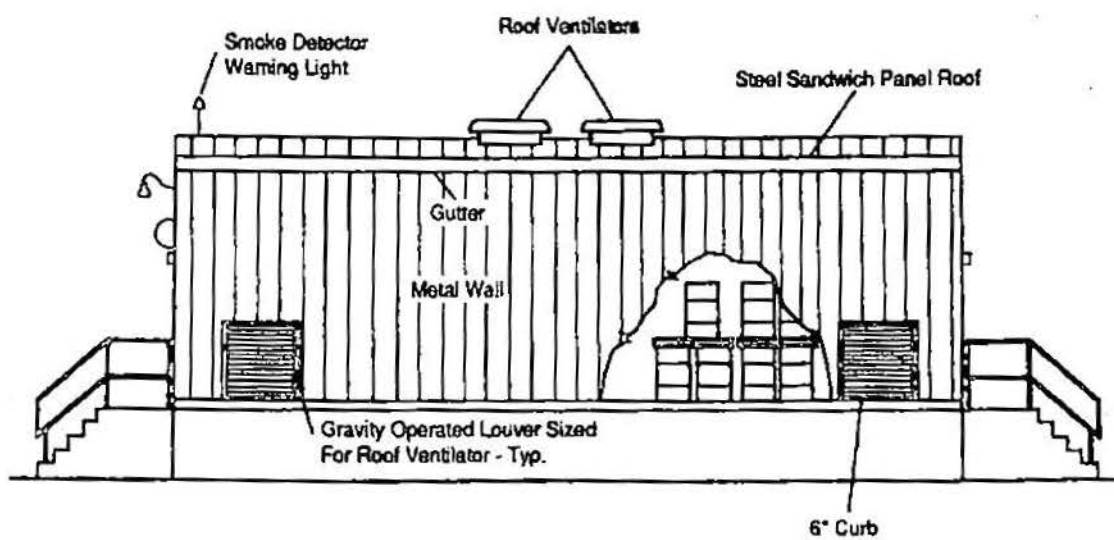 Roof Ventilators
Smoke Detector
Warning Light
Steel Sandwich Panel Roof
Gutter
Metal Wall
Gravity Operated Louver Sized
For Roof Ventilator - Typ.
6" Curb